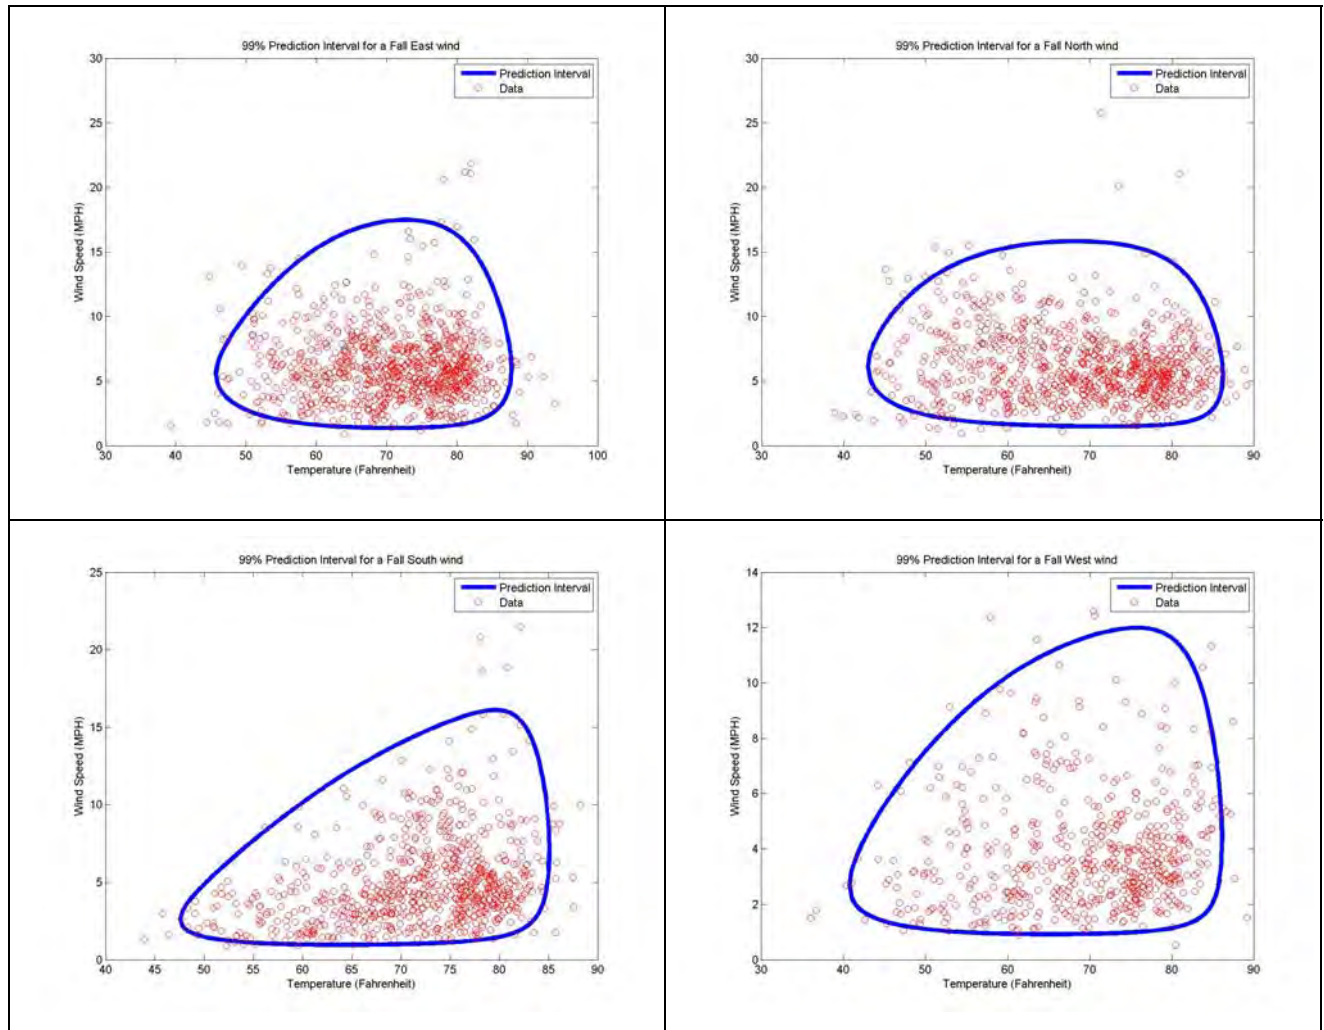 99% Prediction Interval for a Fall East wind
30
25
20
15
10
5
0
Wind Speed (MPH)
Prediction Interval
Data
30 40 50 60 70 80 90 100
Temperature (Fahrenheit)
99% Prediction Interval for a Fall North wind
30
25
20
15
10
5
0
Wind Speed (MPH)
Prediction Interval
Data
30 40 50 60 70 80 90
Temperature (Fahrenheit)
99% Prediction Interval for a Fall South wind
25
20
15
10
5
0
Wind Speed (MPH)
Prediction Interval
Data
40 45 50 55 60 65 70 75 80 85 90
Temperature (Fahrenheit)
99% Prediction Interval for a Fall West wind
14
12
10
8
6
4
2
0
Wind Speed (MPH)
Prediction Interval
Data
30 40 50 60 70 80 90
Temperature (Fahrenheit)